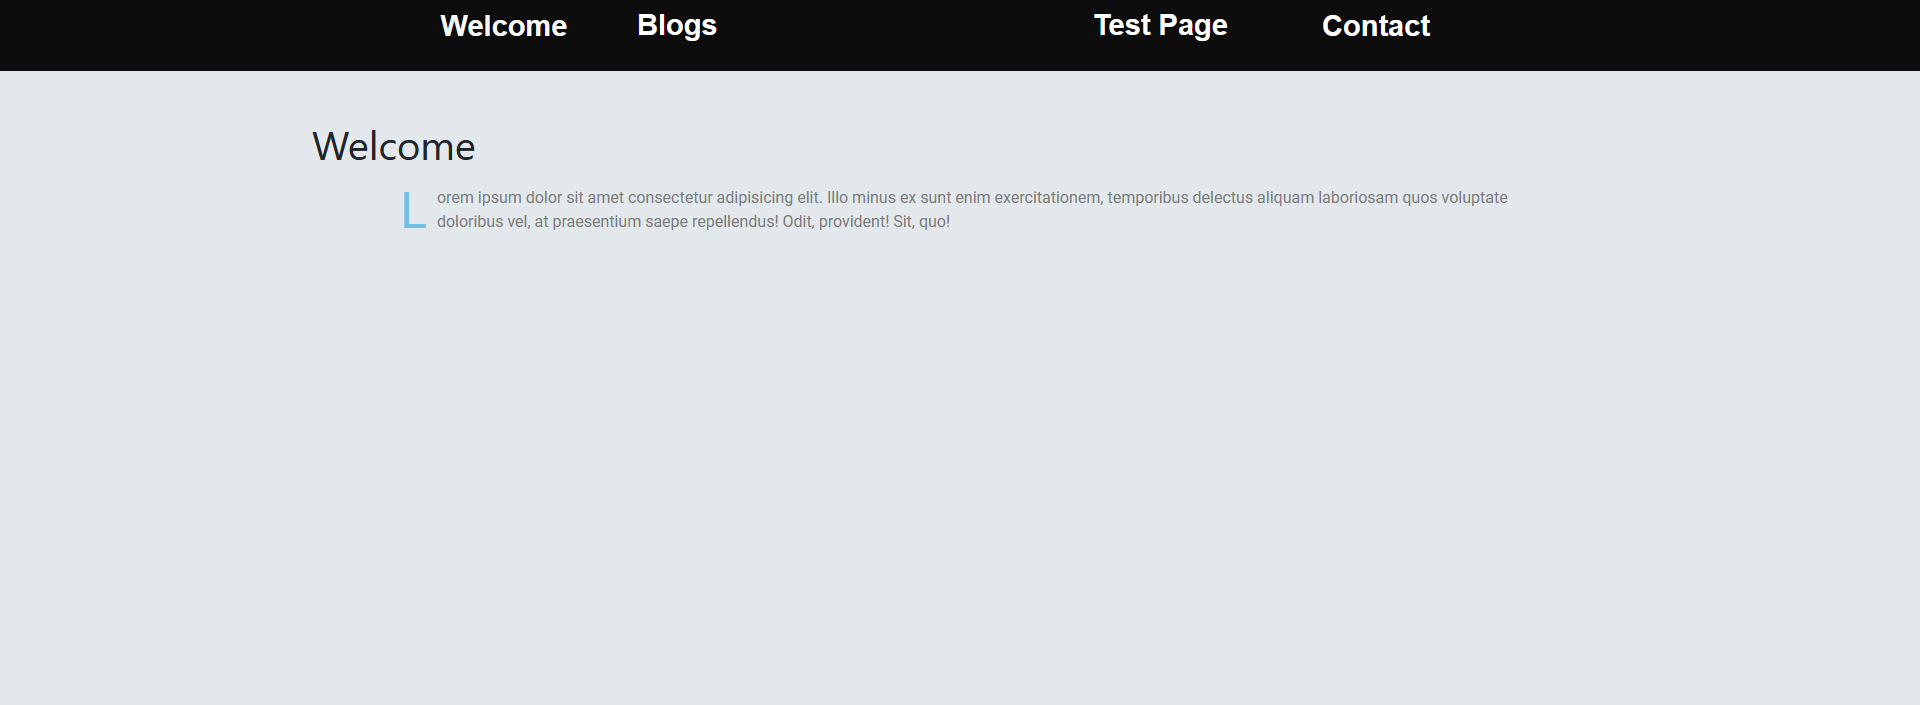 Welcome Blogs Test Page Contact
Welcome
Lorem ipsum dolor sit amet consectetur adipisicing elit. Illo minus ex sunt enim exercitationem, temporibus delectus aliquam laboriosam quos voluptate
doloribus vel, at praesentium saepe repellendus! Odit, provident! Sit, quo!